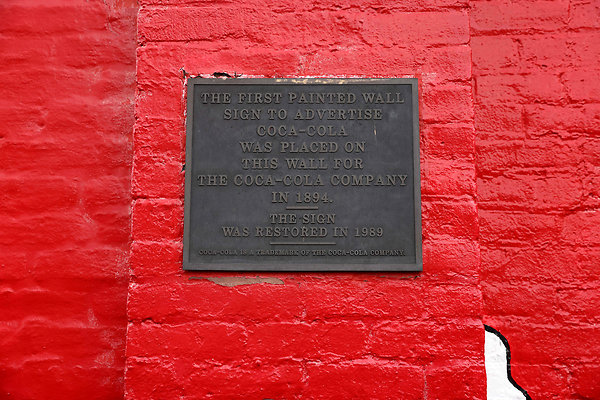 THE FIRST PAINTED WALL
SIGN TO ADVERTISE
COCA-COLA
WAS PLACED ON
THIS WALL FOR
THE COCA-COLA COMPANY
IN 1894.
THE SIGN
WAS RESTORED IN 1989
COCA-COLA IS A TRADEMARK OF THE COCA-COLA COMPANY.